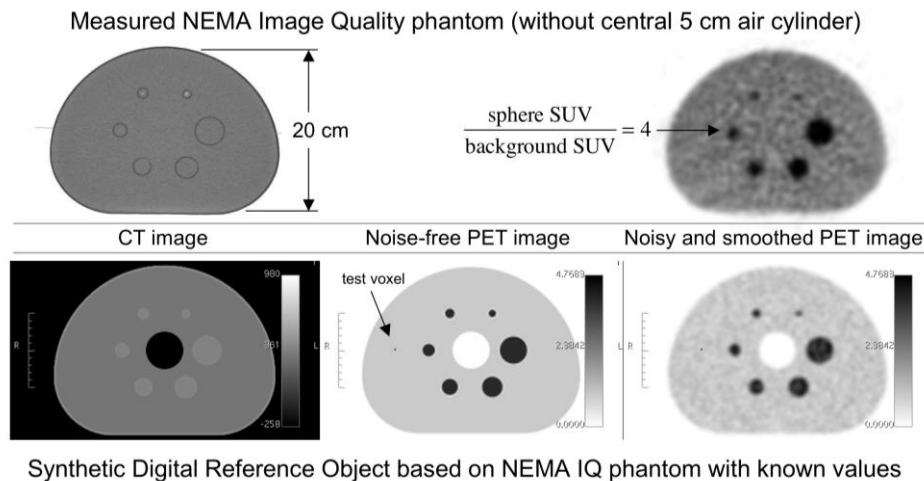 Measured NEMA Image Quality phantom (without central 5 cm air cylinder)
20 cm
sphere SUV
background SUV
= 4
CT image
Noise-free PET image
Noisy and smoothed PET image
980
361
-258
R
L
test voxel
4.7689
2.3842
0.0000
R
L
4.7689
2.3842
0.0000
R
Synthetic Digital Reference Object based on NEMA IQ phantom with known values